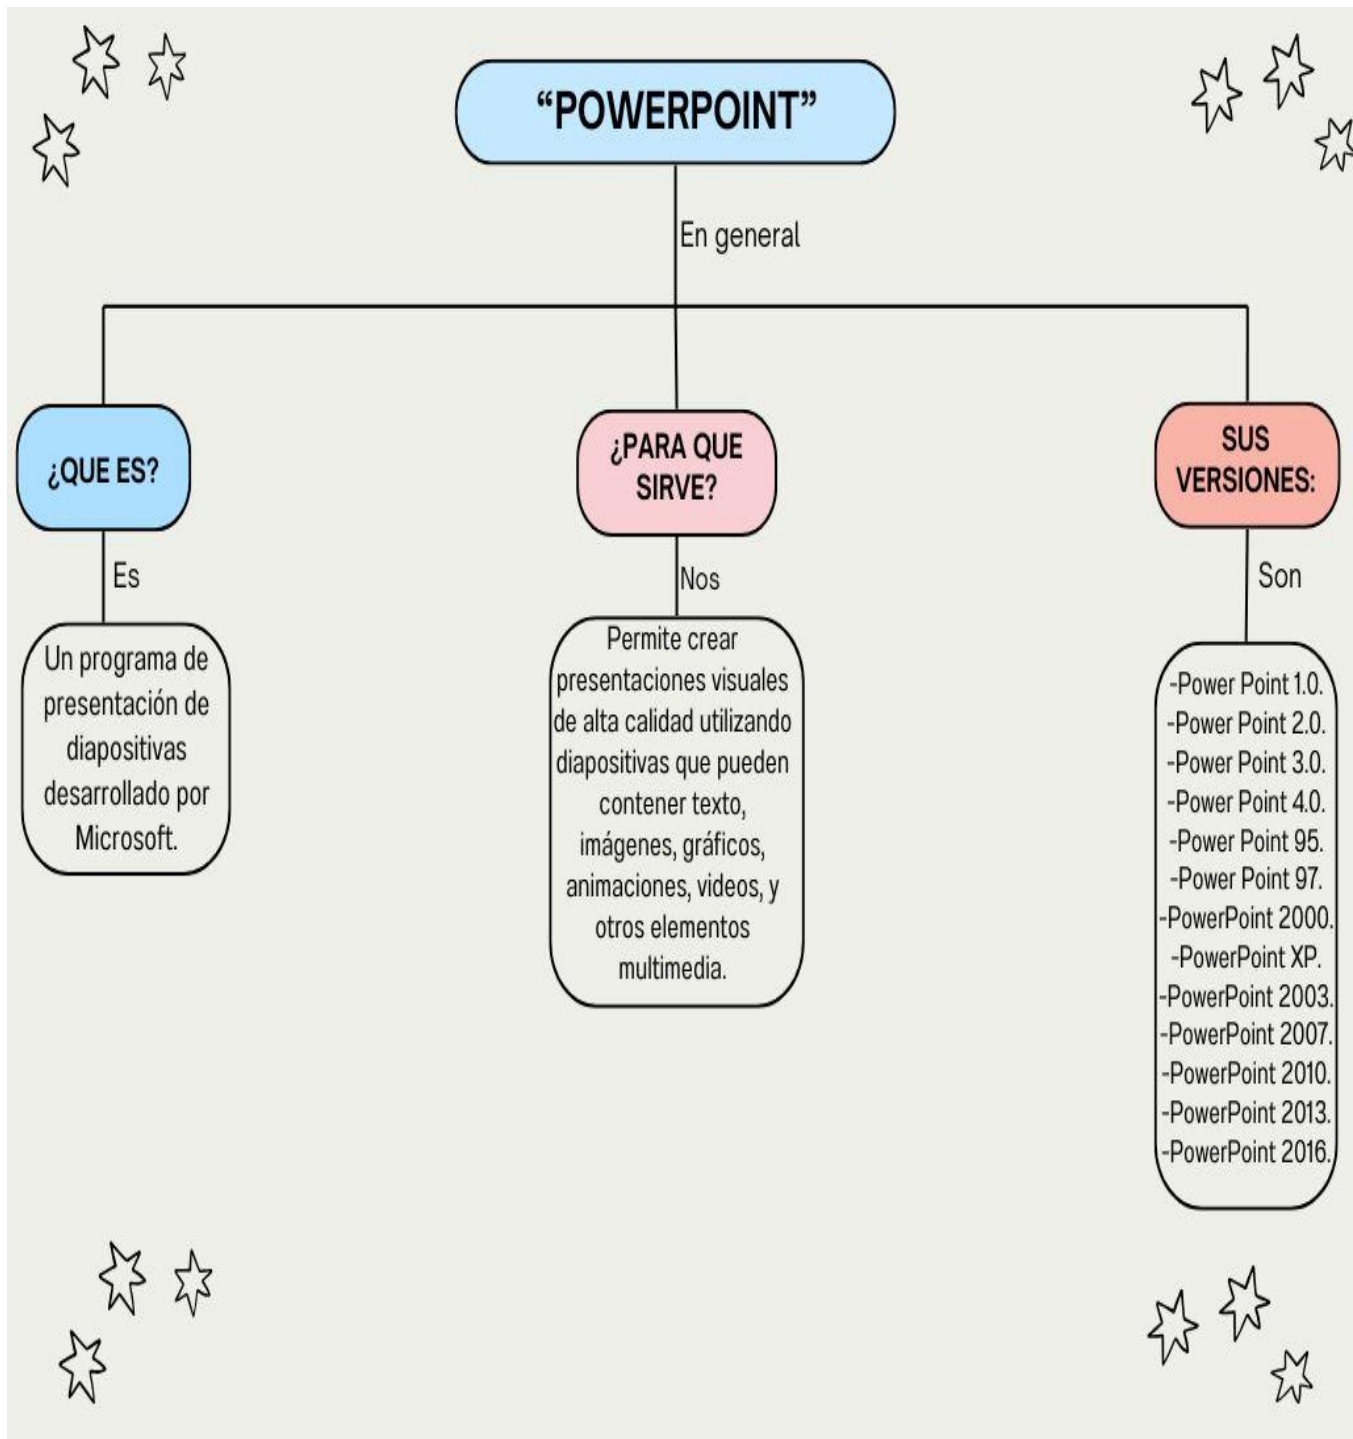 “POWERPOINT”
En general
¿QUE ES?
Es
Un programa de
presentación de
diapositivas
desarrollado por
Microsoft.
¿PARA QUE
SIRVE?
Nos
Permite crear
presentaciones visuales
de alta calidad utilizando
diapositivas que pueden
contener texto,
imágenes, gráficos,
animaciones, videos, y
otros elementos
multimedia.
SUS
VERSIONES:
Son
-Power Point 1.0.
-Power Point 2.0.
-Power Point 3.0.
-Power Point 4.0.
-Power Point 95.
-Power Point 97.
-PowerPoint 2000.
-PowerPoint XP.
-PowerPoint 2003.
-PowerPoint 2007.
-PowerPoint 2010.
-PowerPoint 2013.
-PowerPoint 2016.